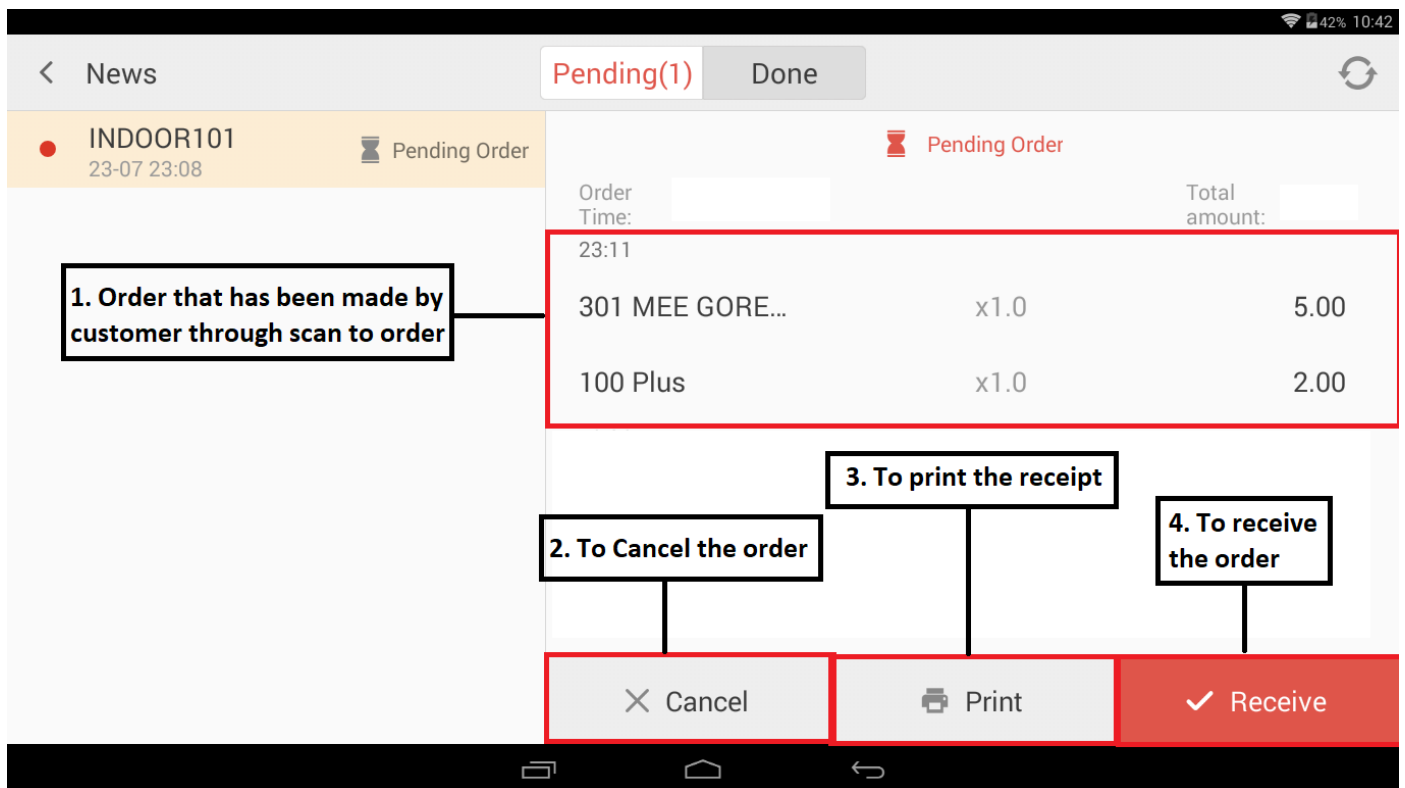 42% 10:42
News
Pending(1) Done
INDOOR101
23-07 23:08
Pending Order
Pending Order
Order
Time:
Total
amount:
23:11
301 MEE GORE... x1.0 5.00
100 Plus x1.0 2.00
1. Order that has been made by
customer through scan to order
2. To Cancel the order
3. To print the receipt
4. To receive
the order
Cancel Print Receive